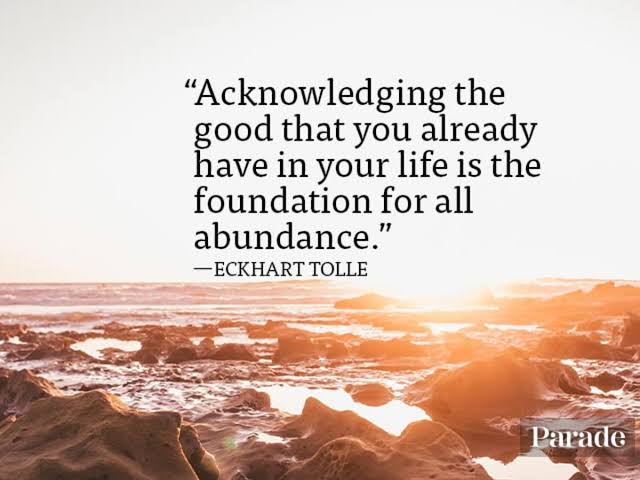 “Acknowledging the
good that you already
have in your life is the
foundation for all
abundance.”
—ECKHART TOLLE
Parade